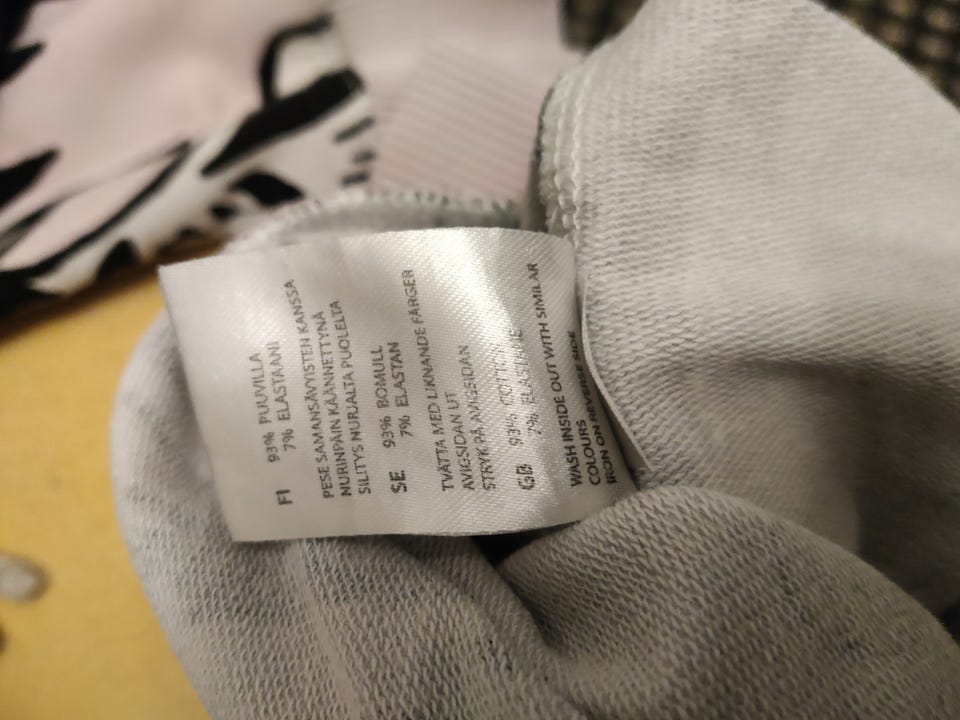 FI 93% PUUVILLA
7% ELASTAANI
PESE SAMANSÄVYISTEN KANSSA
NURINPÄIN KÄÄNNETTYNÄ
SILITYS NURJALTA PUOLELTA
SE 93% BOMULL
7% ELASTAN
TVÄTTA MED LIKNANDE FÄRGER
AVIGSIDAN UT
STRYK PÅ AVIGSIDAN
GB 93% COTTON
7% ELASTANE
WASH INSIDE OUT WITH SIMILAR
COLOURS
IRON ON REVERSE SIDE